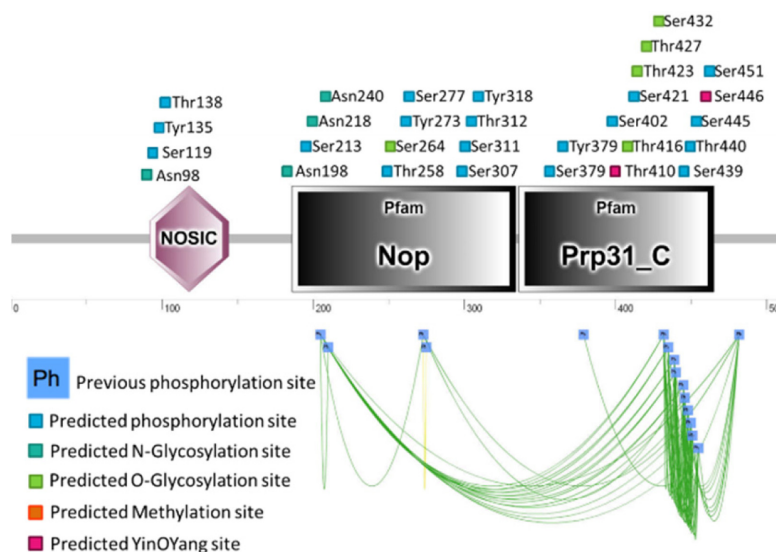 Ser432
Thr427
Thr423 Ser451
Asn240 Ser277 Tyr318 Ser421 Ser446
Thr138
Asn218 Tyr273 Thr312 Ser402 Ser445
Tyr135
Ser213 Ser264 Ser311 Tyr379 Thr416 Thr440
Ser119
Asn98 Asn198 Thr258 Ser307 Ser379 Thr410 Ser439
Pfam Pfam
NOSIC Nop Prp31_C
0 100 200 300 400 50
Ph Previous phosphorylation site
Predicted phosphorylation site
Predicted N-Glycosylation site
Predicted O-Glycosylation site
Predicted Methylation site
Predicted YinOYang site